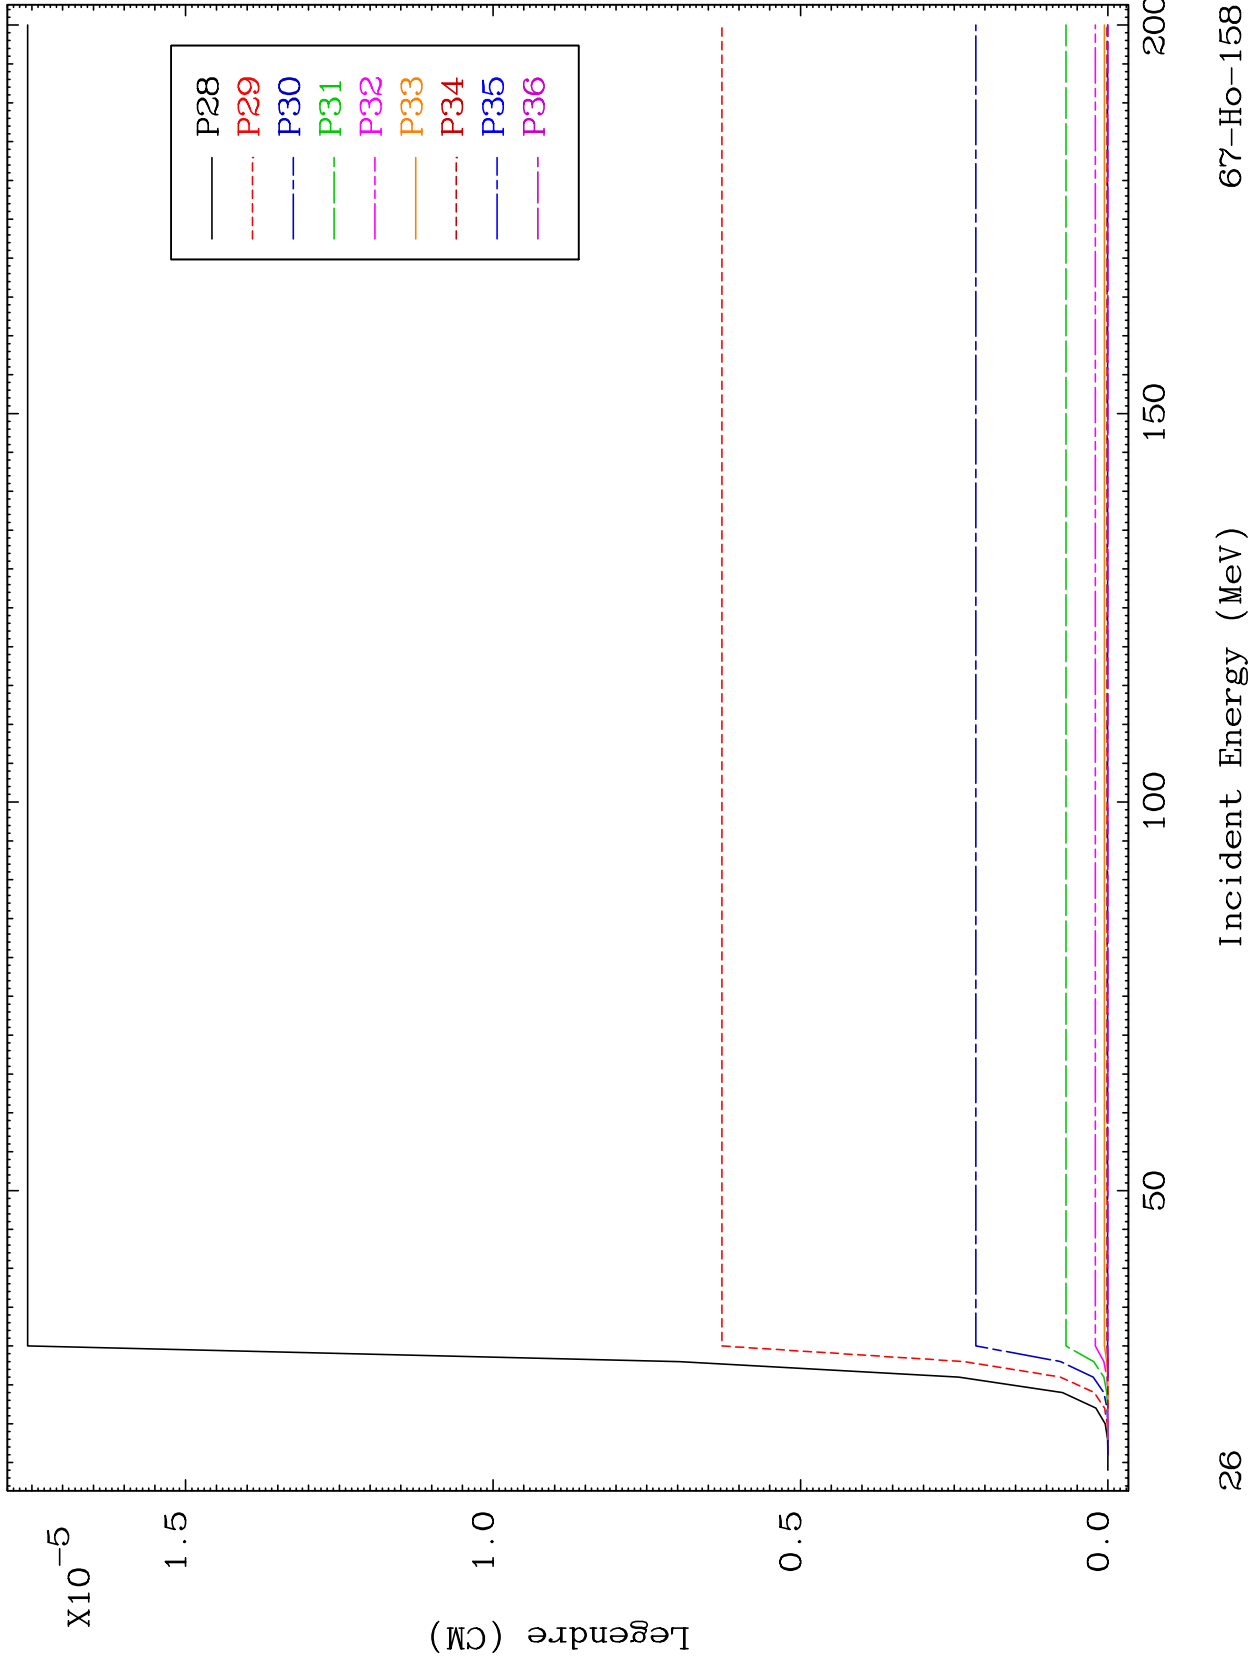 X10-5
1.5
1.0
0.5
0.0
Legendre (CM)
P28
P29
P30
P31
P32
P33
P34
P35
P36
50
100
150
200
Incident Energy (MeV)
26
67-Ho-158